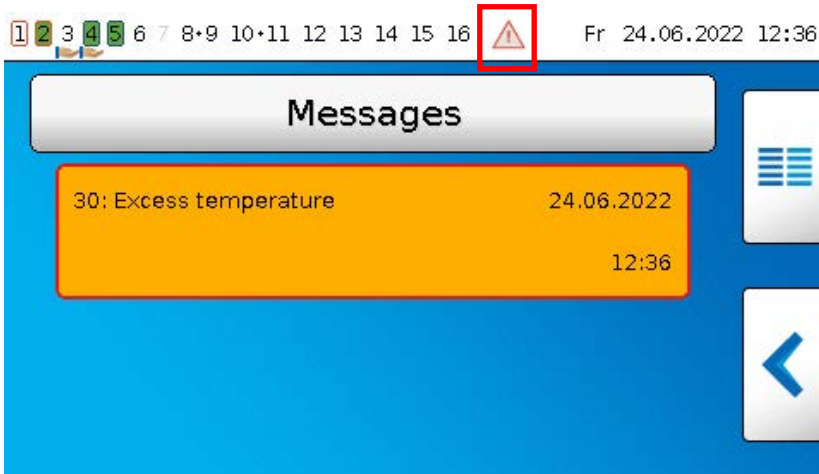 1 2 3 4 5 6 7 8•9 10•11 12 13 14 15 16 Fr 24.06.2022 12:36
Messages
30: Excess temperature 24.06.2022
12:36